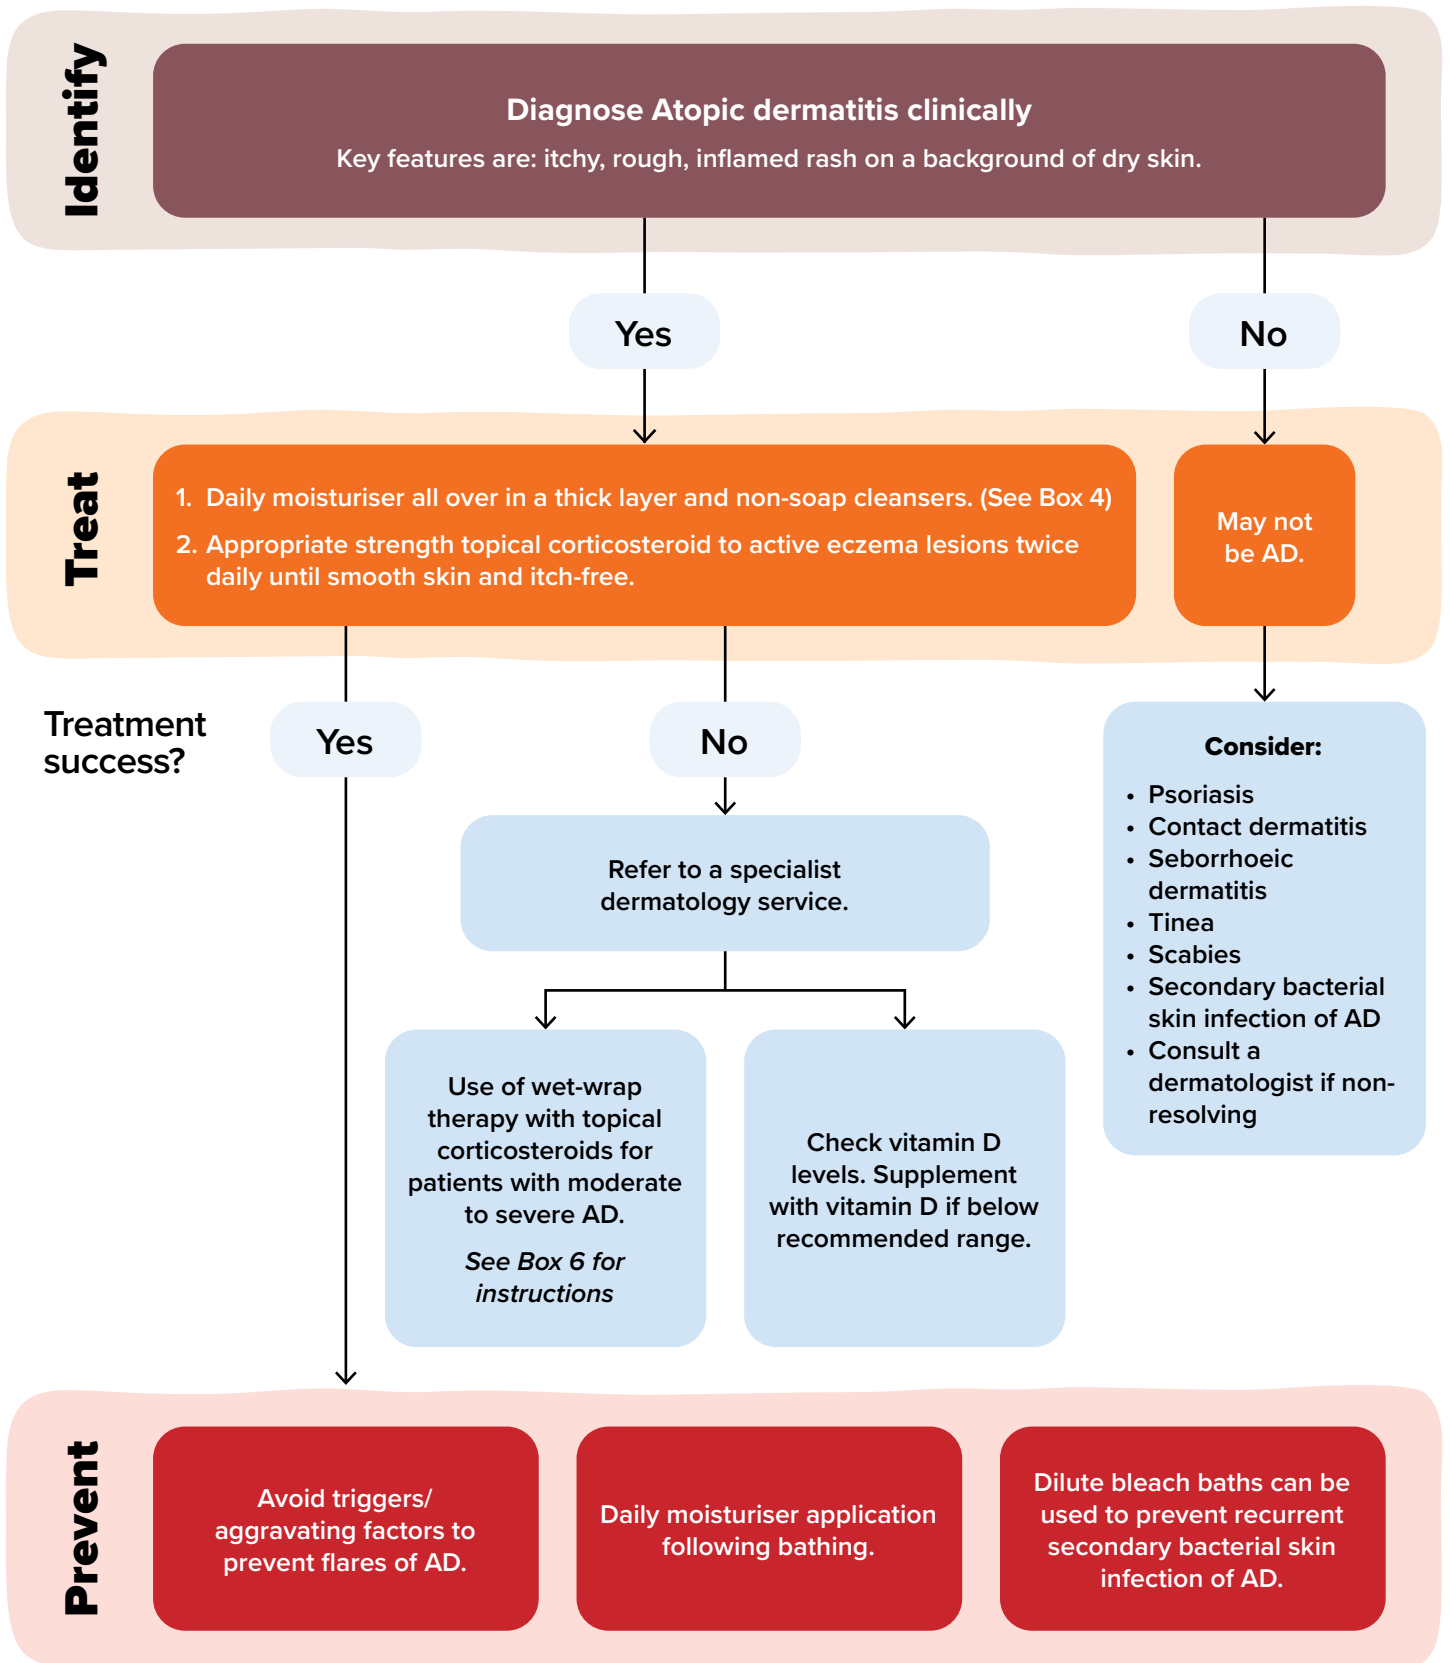 Identify
Diagnose Atopic dermatitis clinically
Key features are: itchy, rough, inflamed rash on a background of dry skin.
Yes
No
Treat
1. Daily moisturiser all over in a thick layer and non-soap cleansers. (See Box 4)
2. Appropriate strength topical corticosteroid to active eczema lesions twice
daily until smooth skin and itch-free.
May not
be AD.
Treatment
success?
Yes
No
Refer to a specialist
dermatology service.
Use of wet-wrap
therapy with topical
corticosteroids for
patients with moderate
to severe AD.
See Box 6 for
instructions
Check vitamin D
levels. Supplement
with vitamin D if below
recommended range.
Consider:
• Psoriasis
• Contact dermatitis
• Seborrhoeic
dermatitis
• Tinea
• Scabies
• Secondary bacterial
skin infection of AD
• Consult a
dermatologist if non-
resolving
Prevent
Avoid triggers/
aggravating factors to
prevent flares of AD.
Daily moisturiser application
following bathing.
Dilute bleach baths can be
used to prevent recurrent
secondary bacterial skin
infection of AD.